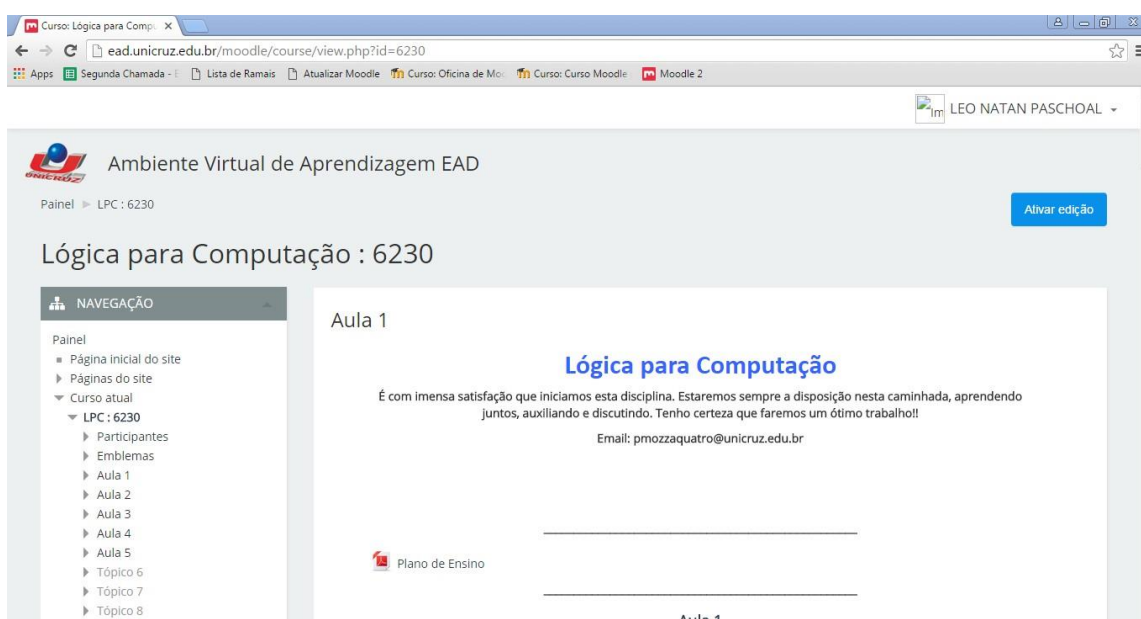 Curso: Lógica para Comp
ead.unicruz.edu.br/moodle/course/view.php?id=6230
Apps Segunda Chamada - Lista de Ramais Atualizar Moodle Curso: Oficina de Mo Curso: Curso Moodle Moodle 2
Im LEO NATAN PASCHOAL
UNICRUZ
Ambiente Virtual de Aprendizagem EAD
Painel LPC : 6230
Ativar edição
Lógica para Computação : 6230
NAVEGAÇÃO
Painel
Página inicial do site
Páginas do site
Curso atual
LPC : 6230
Participantes
Emblemas
Aula 1
Aula 2
Aula 3
Aula 4
Aula 5
Tópico 6
Tópico 7
Tópico 8
Aula 1
Lógica para Computação
É com imensa satisfação que iniciamos esta disciplina. Estaremos sempre a disposição nesta caminhada, aprendendo
juntos, auxiliando e discutindo. Tenho certeza que faremos um ótimo trabalho!!
Email: pmozzaquatro@unicruz.edu.br
Plano de Ensino
Aula 1